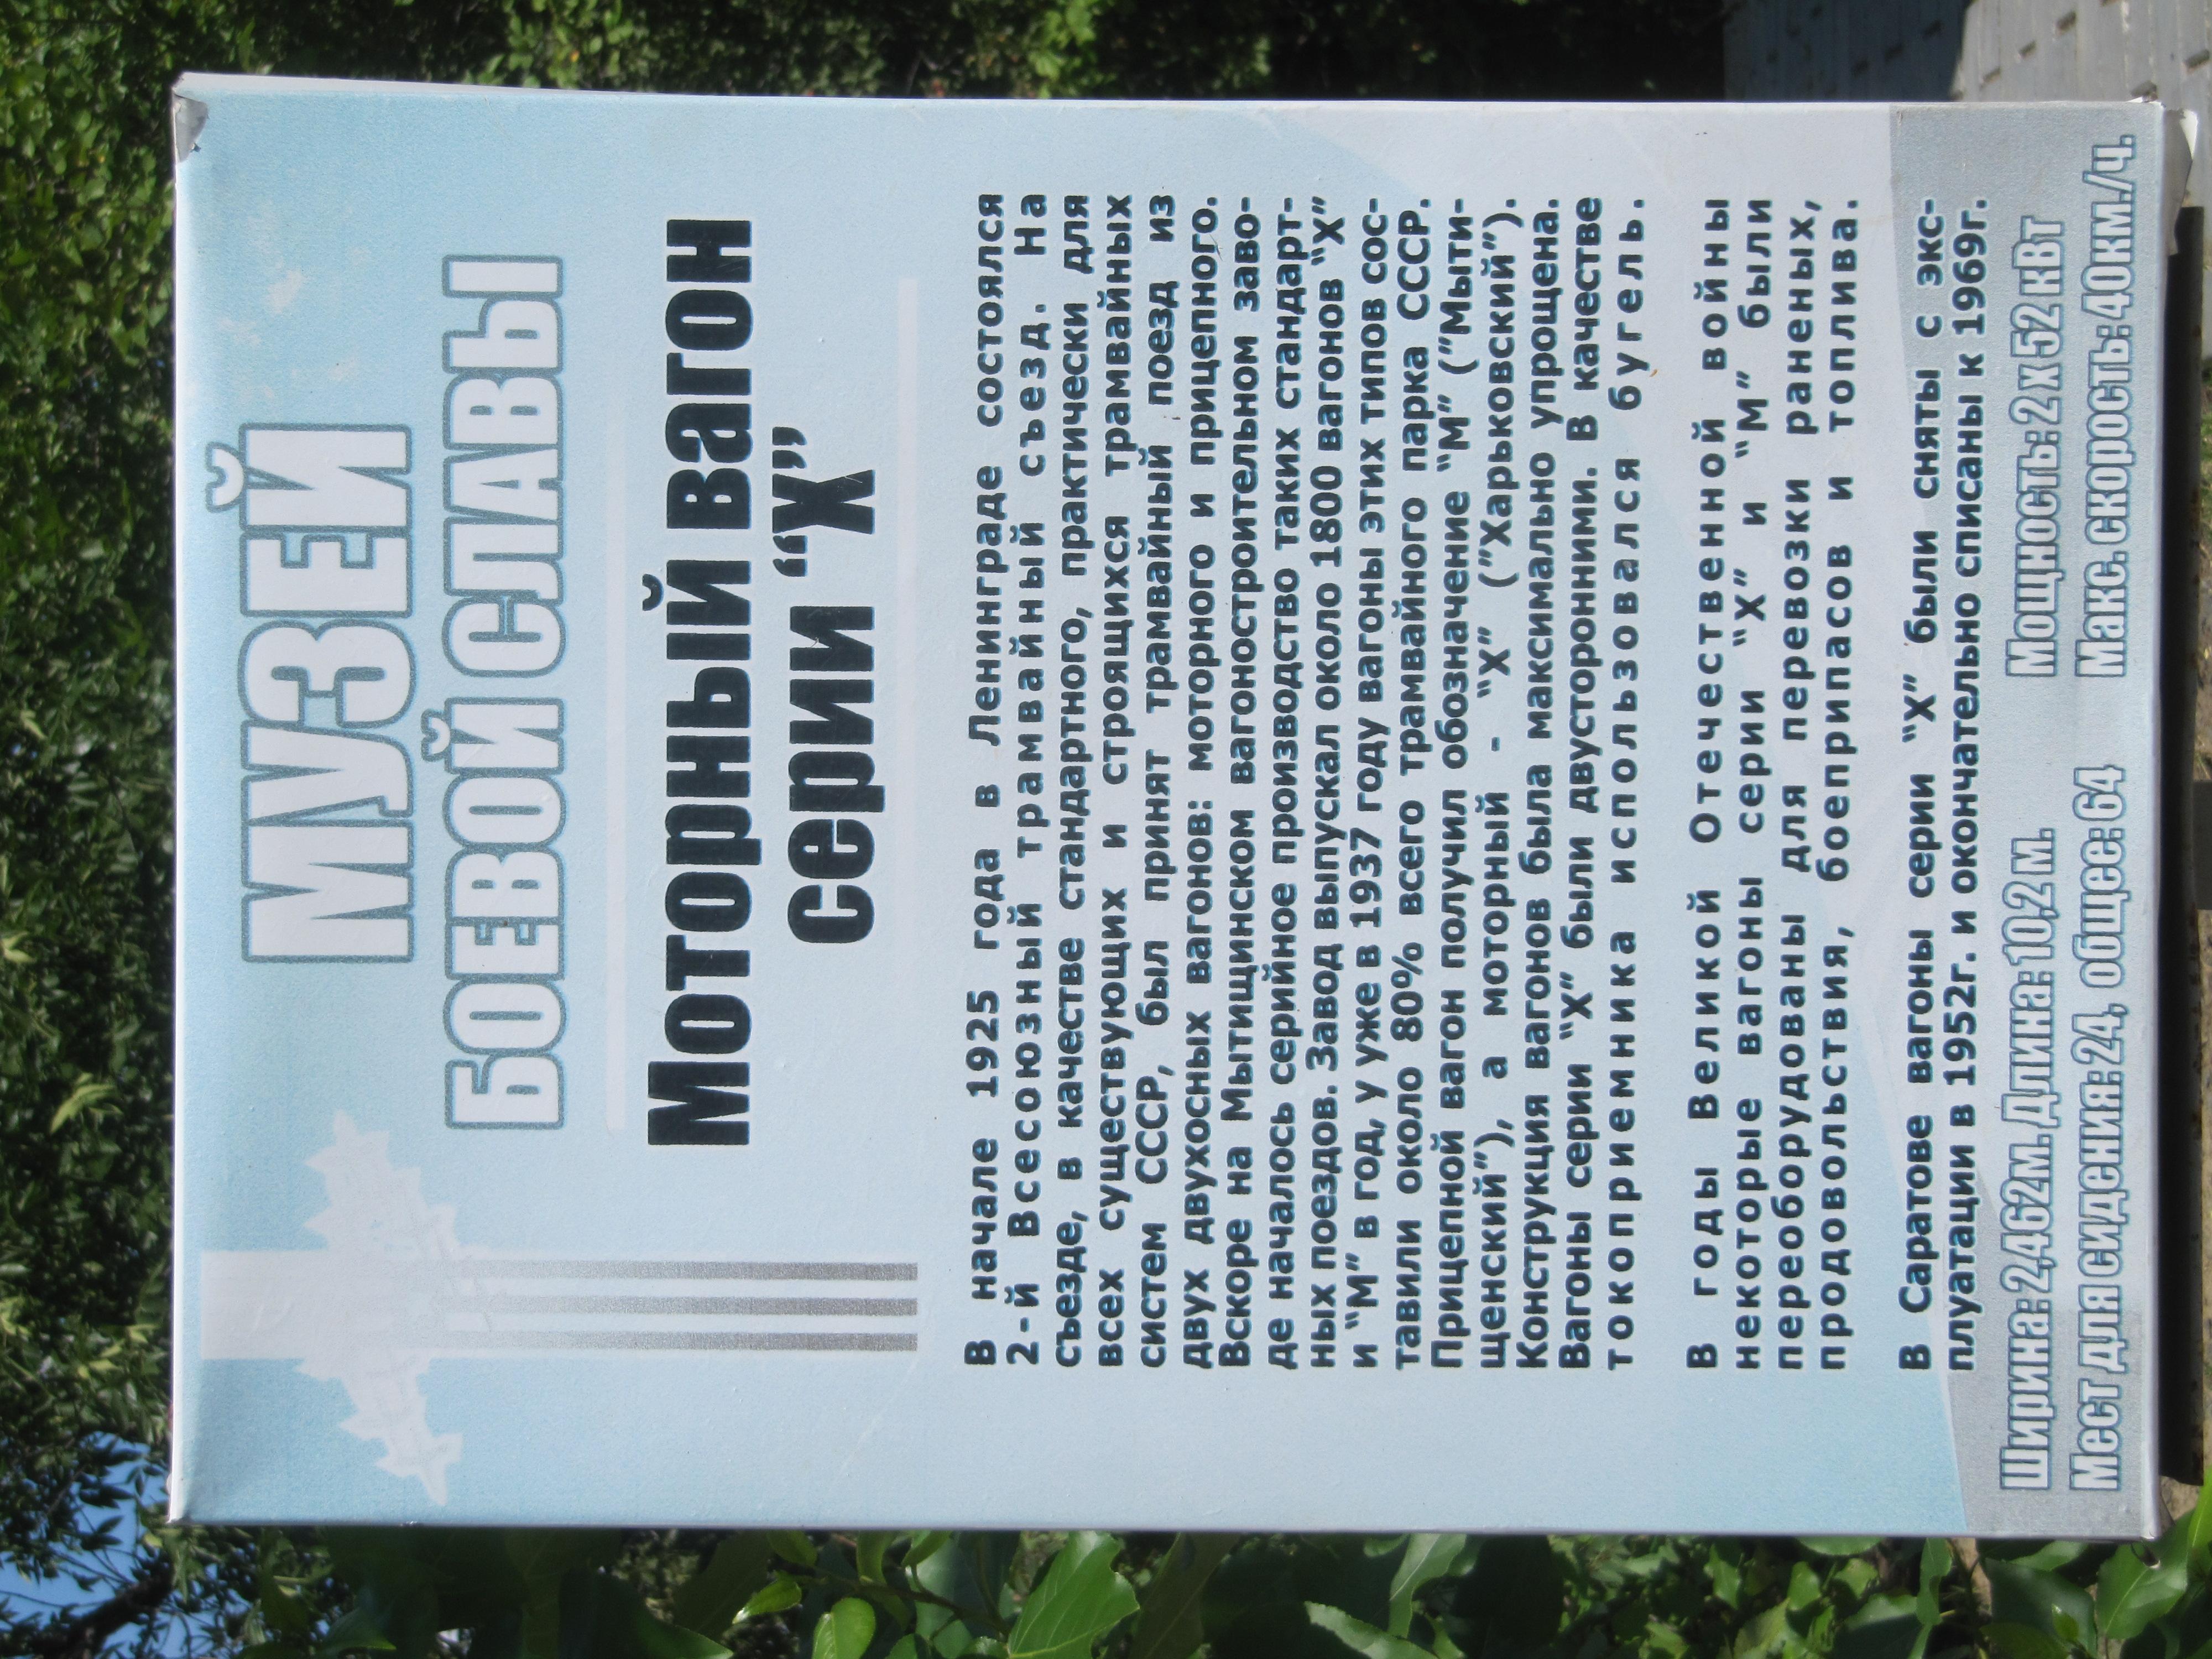 МУЗЕЙ
БОЕВОЙ СЛАВЫ
Моторный вагон
серии “Х”
В начале 1925 года в Ленинграде состоялся
2-й Всесоюзный трамвайный съезд. На
съезде, в качестве стандартного, практически для
всех существующих и строящихся трамвайных
систем СССР, был принят трамвайный поезд из
двух двухосных вагонов: моторного и прицепного.
Вскоре на Мытищинском вагоностроительном заво-
де началось серийное производство таких стандарт-
ных поездов. Завод выпускал около 1800 вагонов “Х”
и “М” в год, у уже в 1937 году вагоны этих типов сос-
тавили около 80% всего трамвайного парка СССР.
Прицепной вагон получил обозначение “М” (”Мыти-
щенский”), а моторный - “Х” (”Харьковский”).
Конструкция вагонов была максимально упрощена.
Вагоны серии “Х” были двусторонними. В качестве
токоприемника использовался бугель.
В годы Великой Отечественной войны
некоторые вагоны серии “Х” и “М” были
переоборудованы для перевозки раненых,
продовольствия, боеприпасов и топлива.
В Саратове вагоны серии “Х” были сняты с экс-
плуатации в 1952г. и окончательно списаны к 1969г.
Ширина: 2,462м. Длина: 10,2 м. Мощность: 2 х 52 кВт
Мест для сидения: 24, общее: 64 Макс. скорость: 40км./ч.